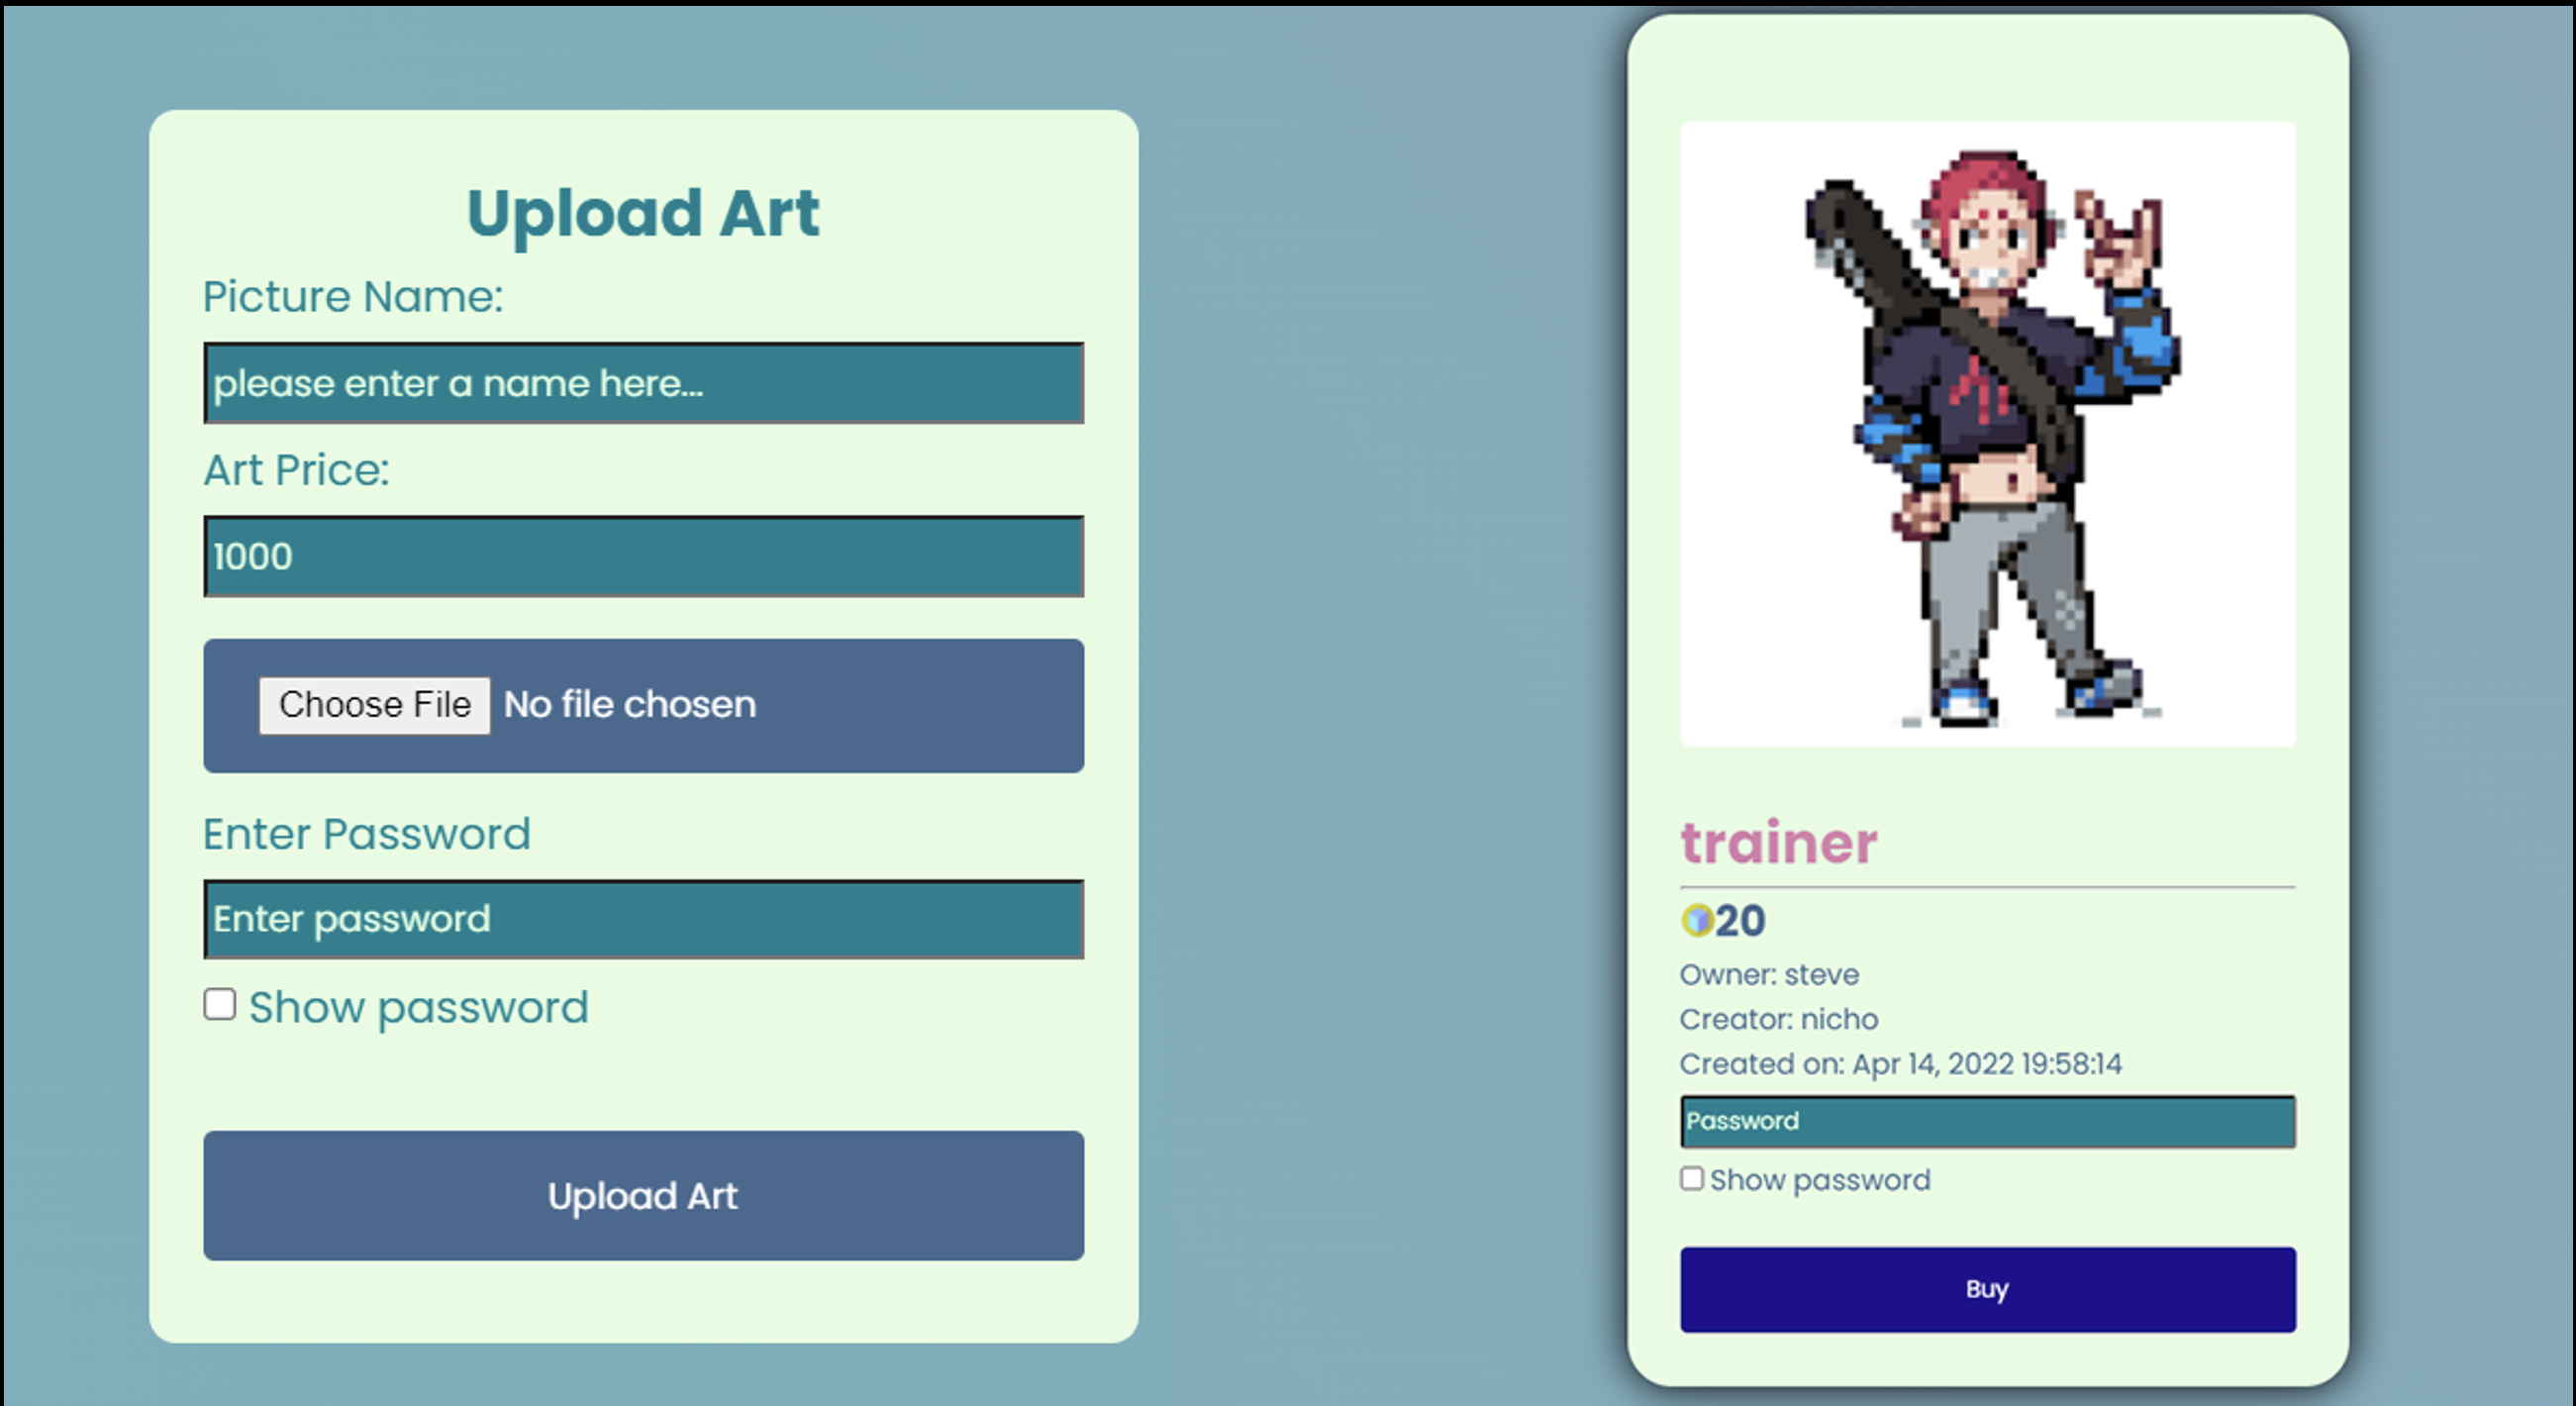 Upload Art
Picture Name:
please enter a name here...
Art Price:
1000
Choose File No file chosen
Enter Password
Enter password
Show password
Upload Art
trainer
20
Owner: steve
Creator: nicho
Created on: Apr 14, 2022 19:58:14
Password
Show password
Buy